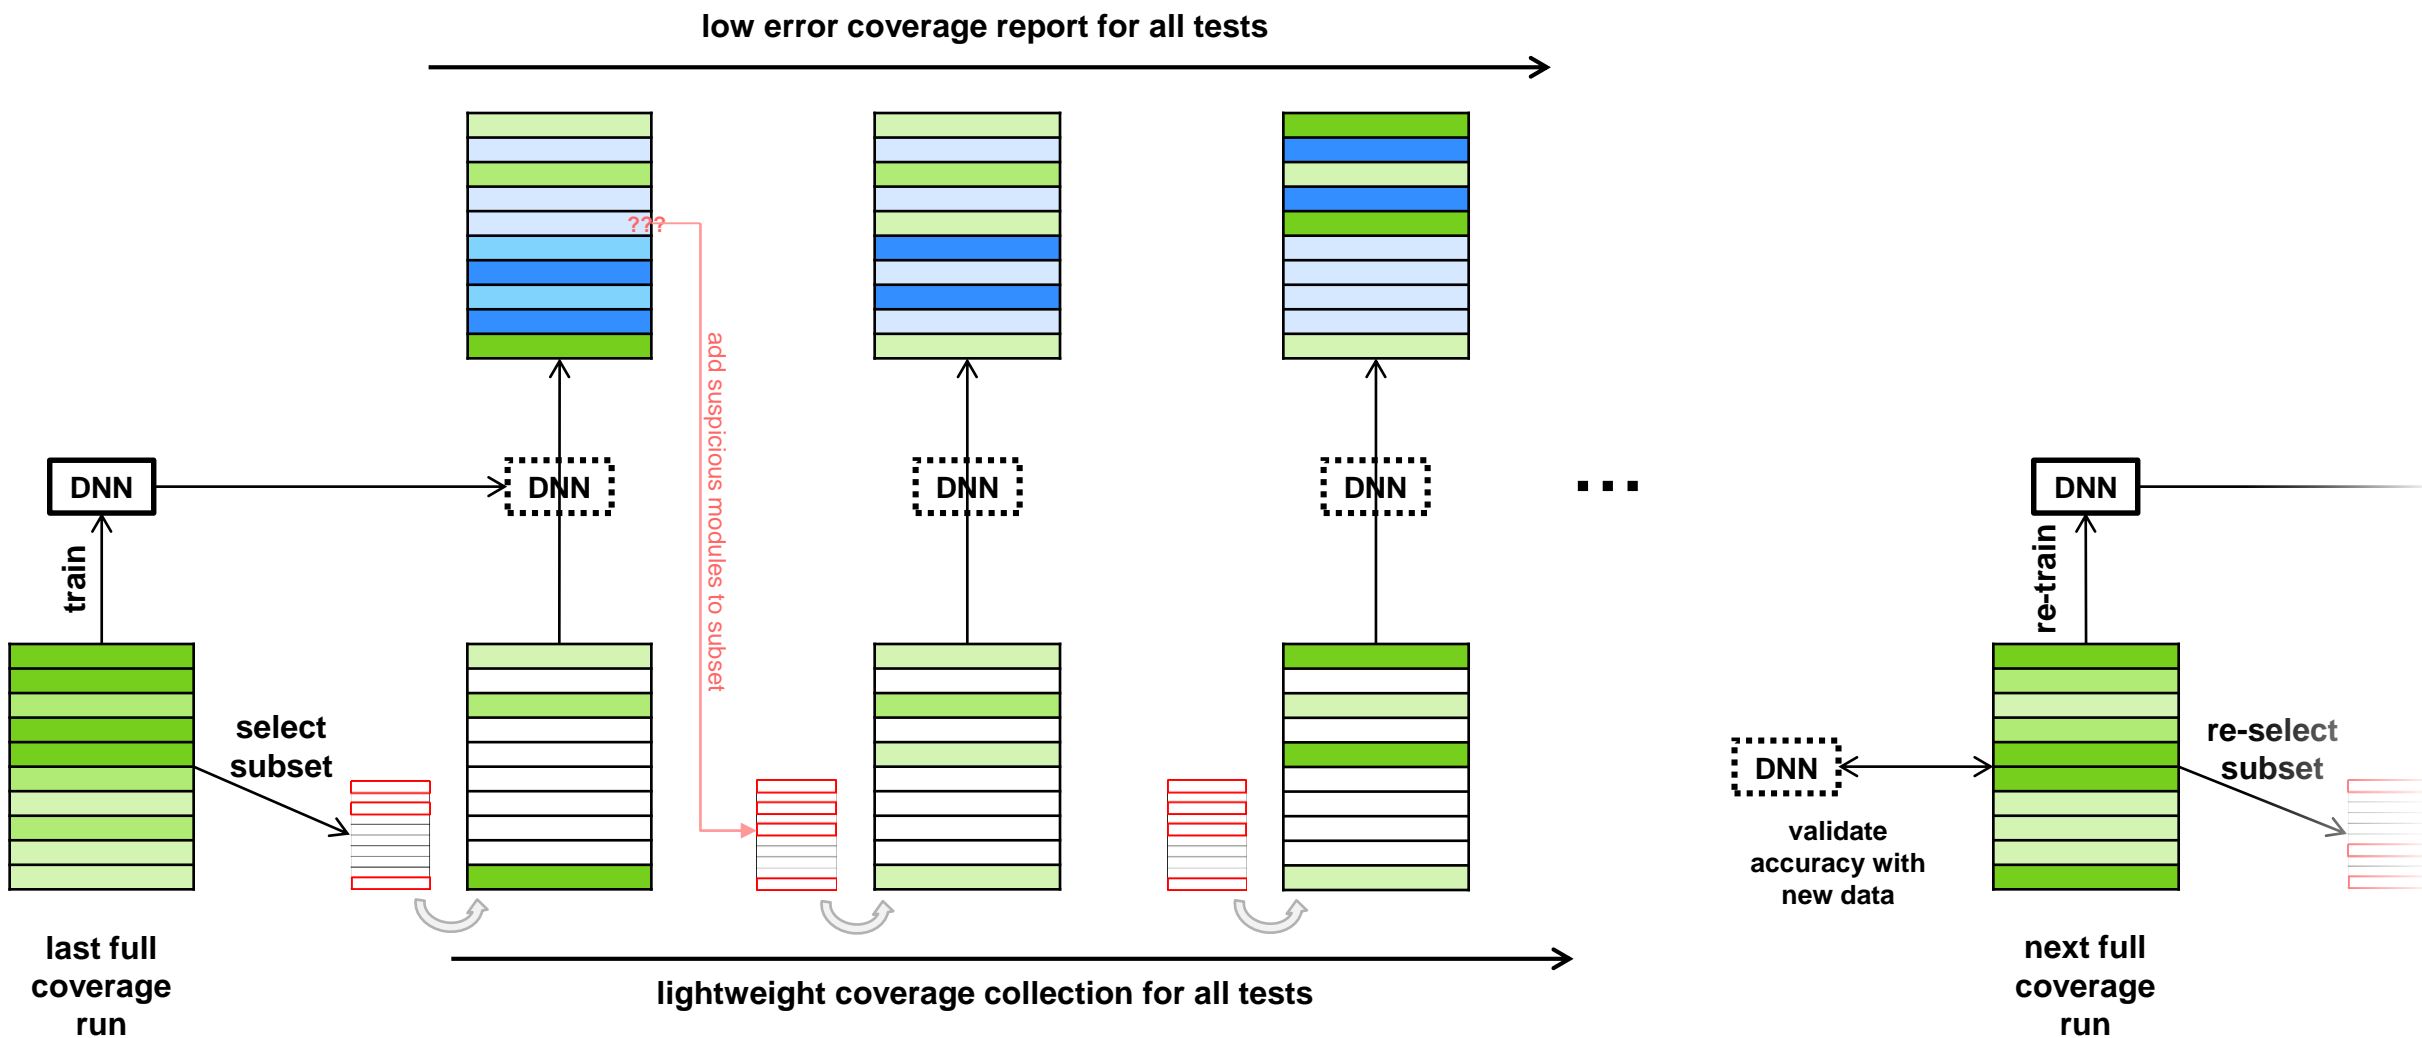 low error coverage report for all tests
???
add suspicious modules to subset
DNN
DNN
DNN
DNN
...
DNN
train
re-train
select
subset
DNN
validate
accuracy with
new data
re-select
subset
last full
coverage
run
lightweight coverage collection for all tests
next full
coverage
run